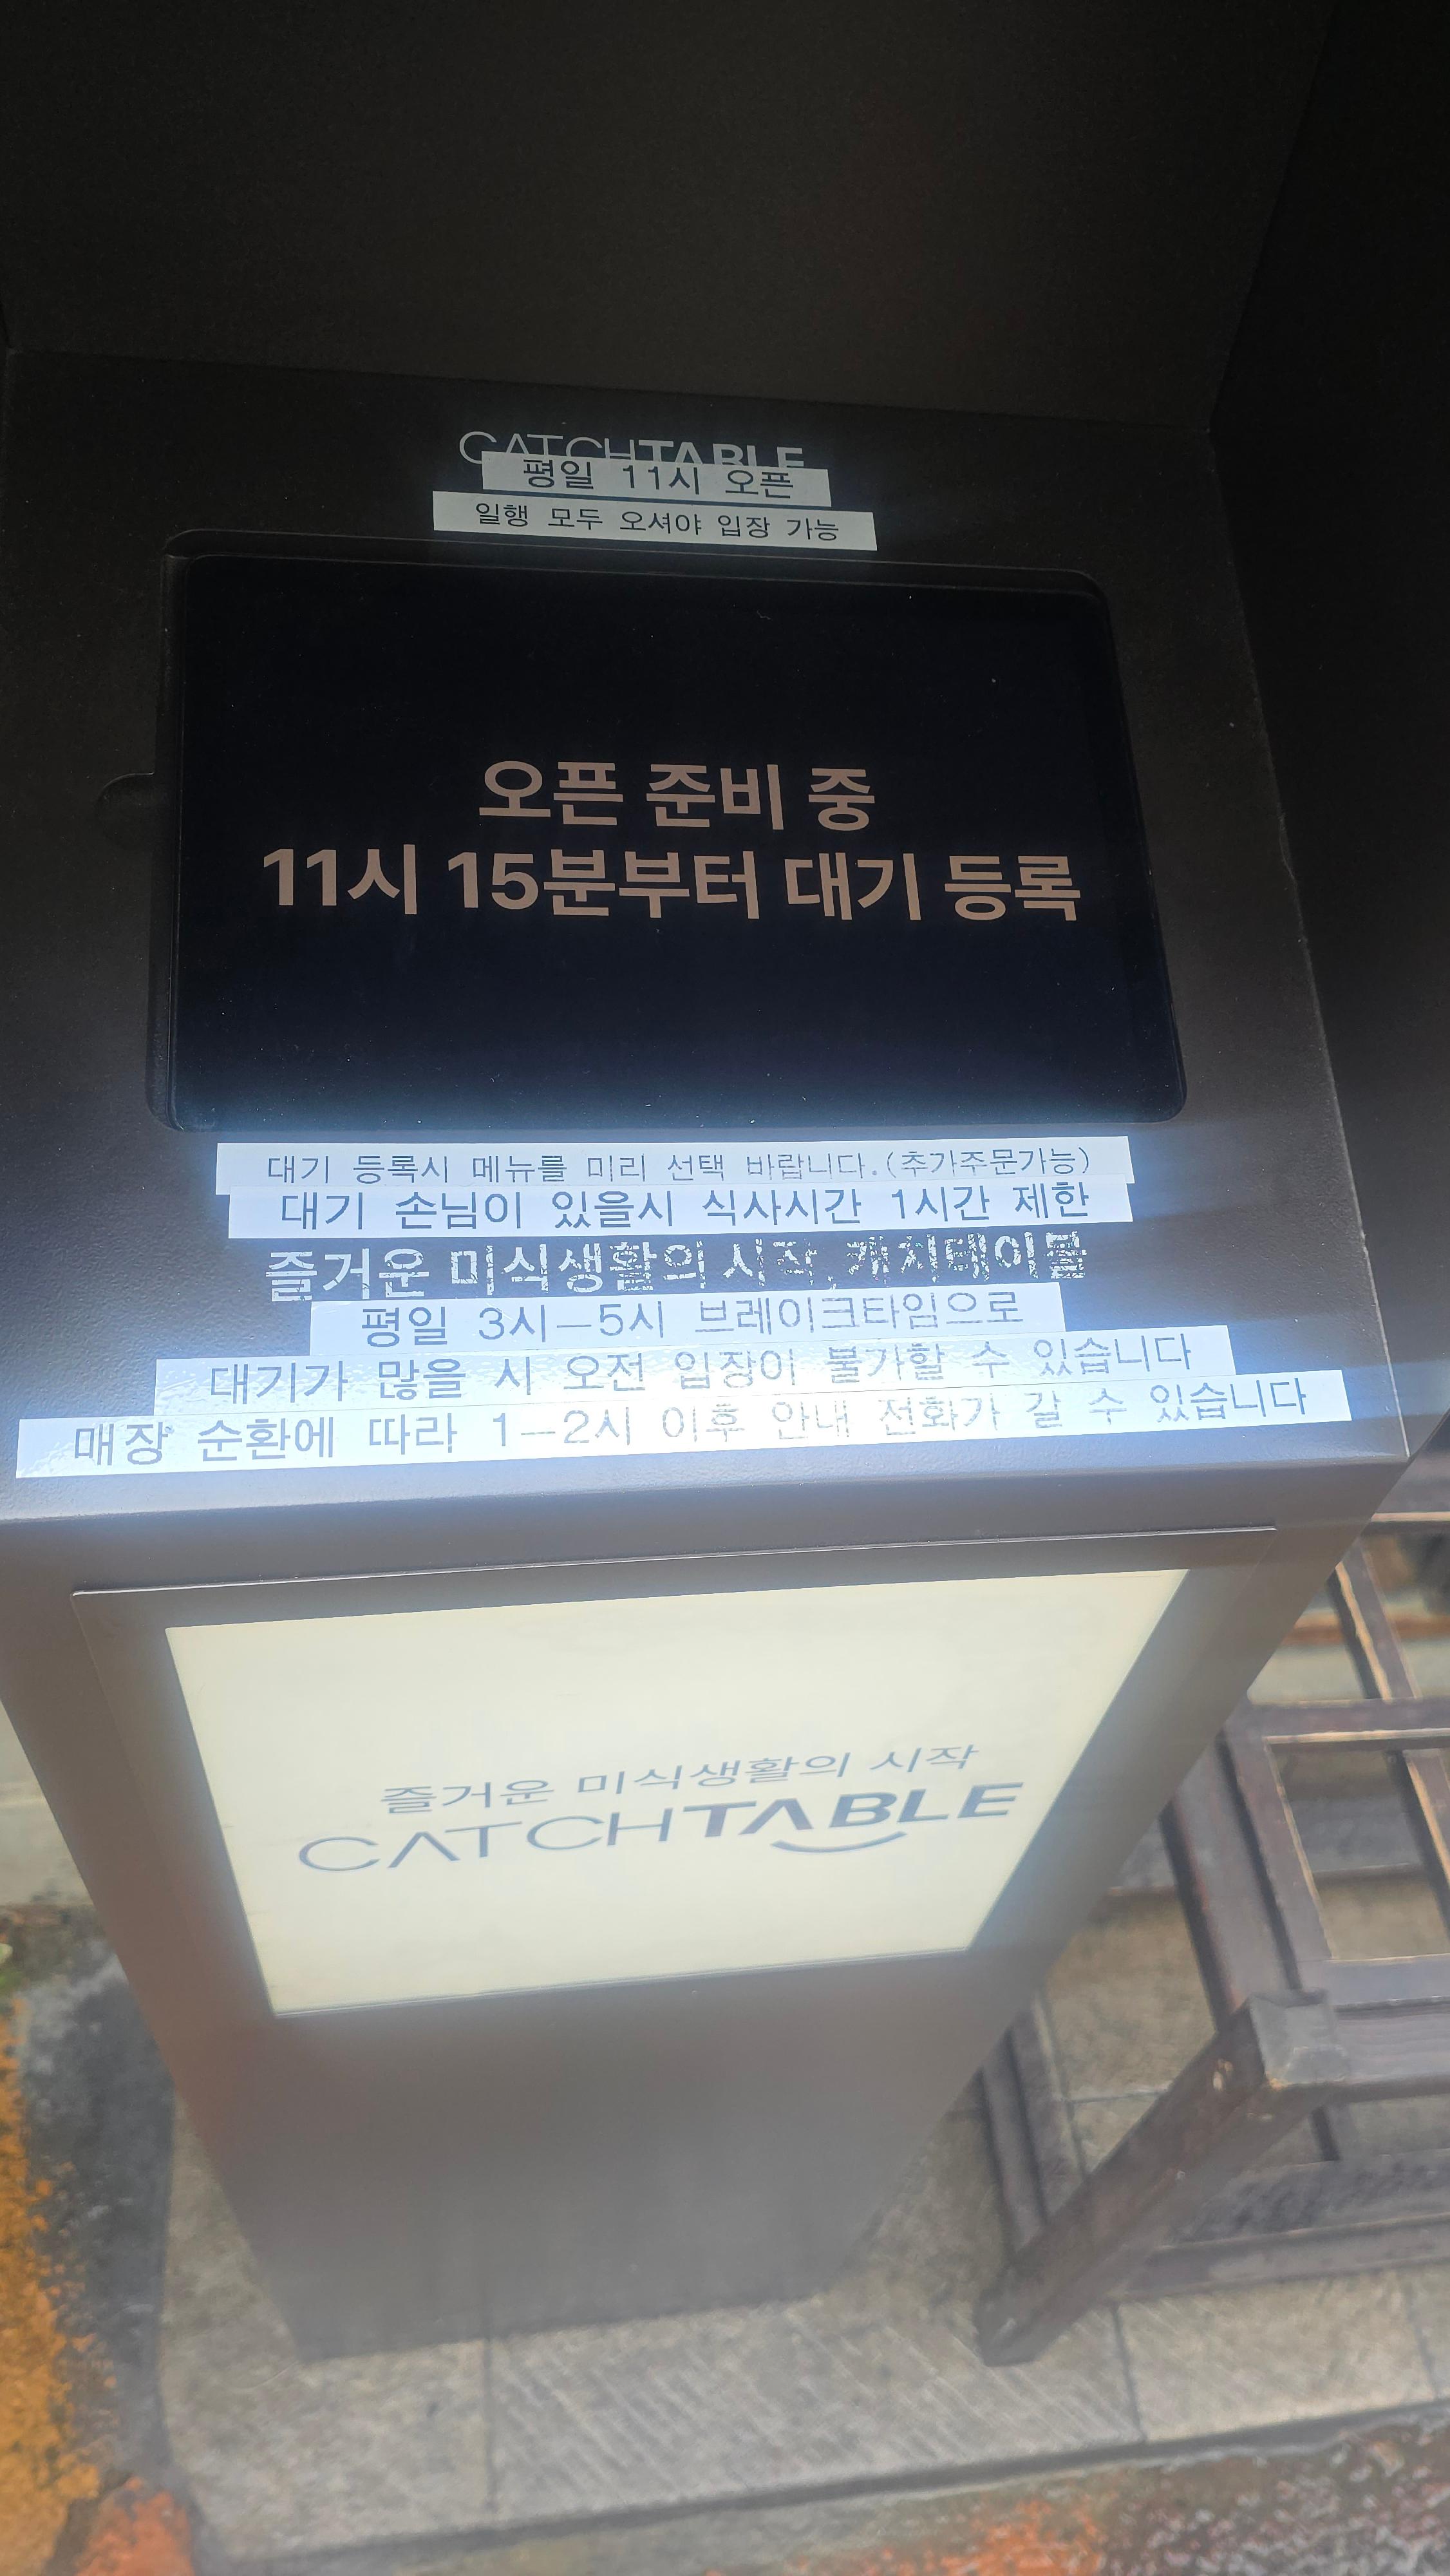 CATCHTABLE
평일 11시 오픈
일행 모두 오셔야 입장 가능
오픈 준비 중
11시 15분부터 대기 등록
대기 등록시 메뉴를 미리 선택 바랍니다.(추가주문가능)
대기 손님이 있을시 식사시간 1시간 제한
즐거운 미식생활의 시작, 캐치테이블
평일 3시-5시 브레이크타임으로
대기가 많을 시 오전 입장이 불가할 수 있습니다
매장 순환에 따라 1-2시 이후 안내 전화가 갈 수 있습니다
즐거운 미식생활의 시작
CATCHTABLE